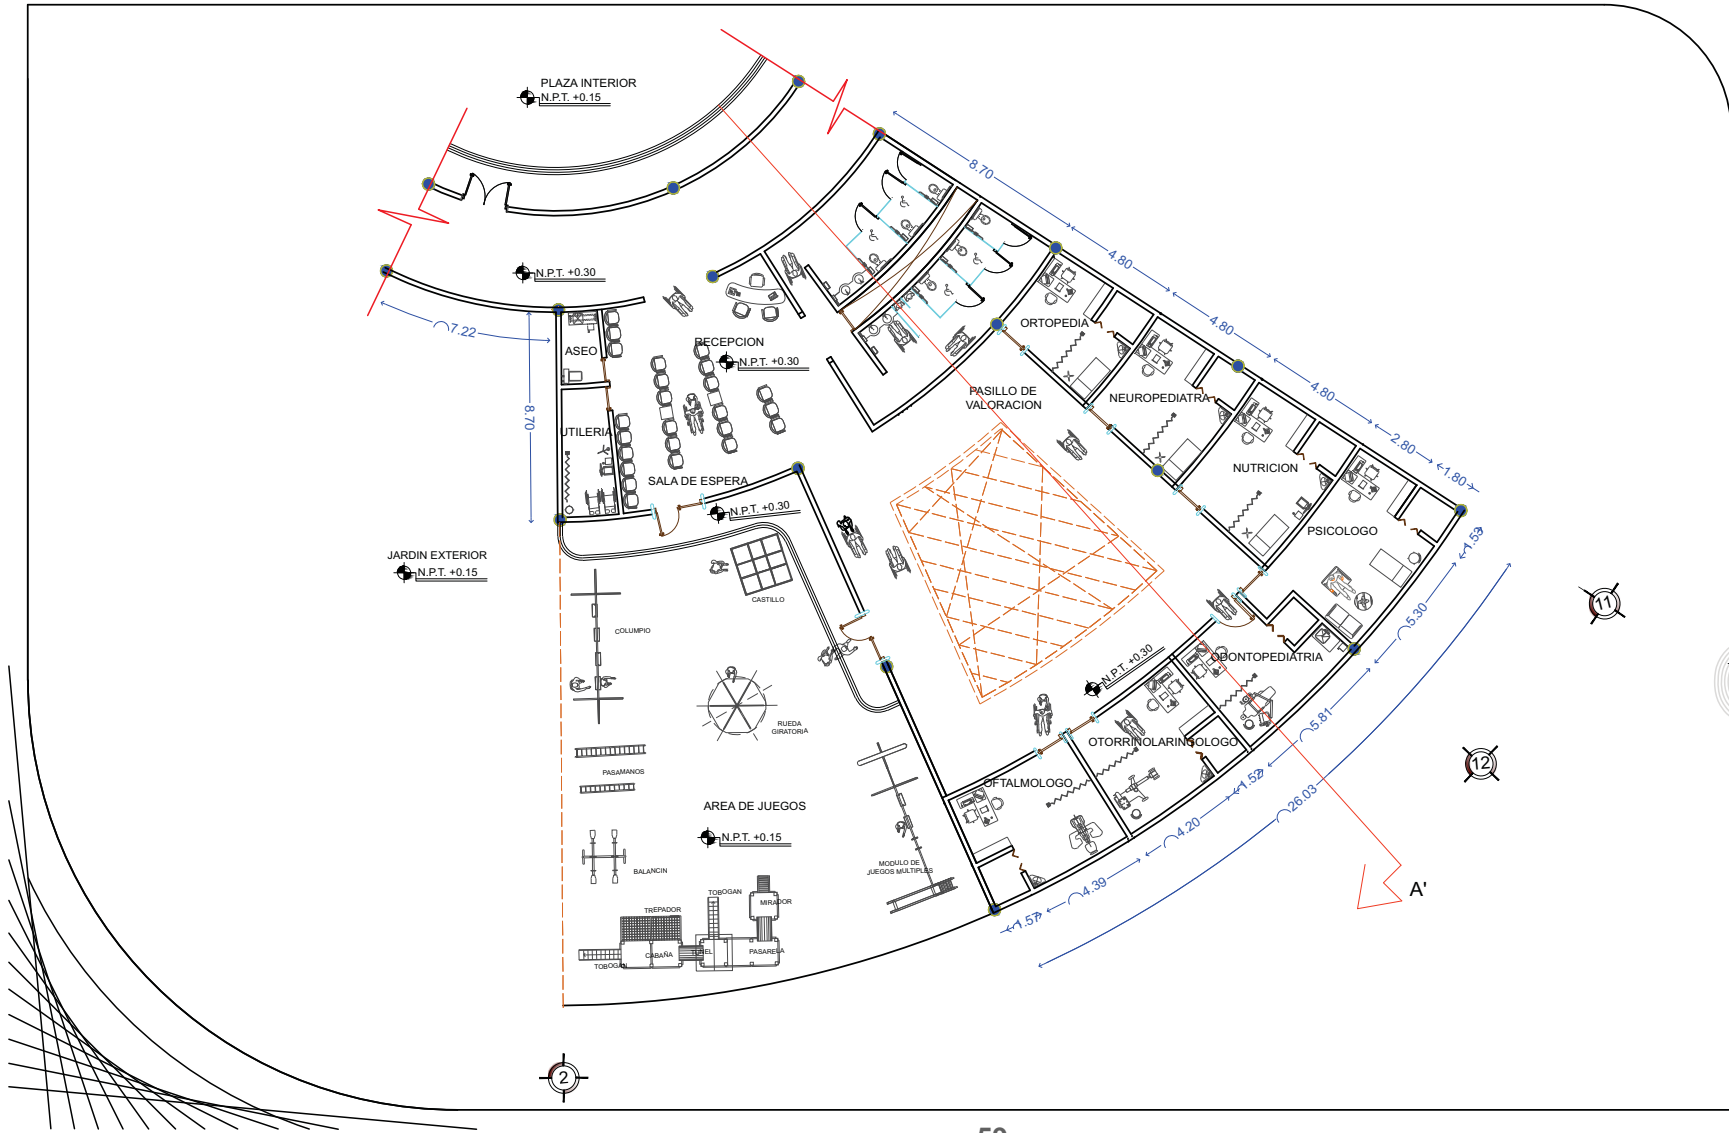 PLAZA INTERIOR
N.P.T. +0.15
N.P.T. +0.30
7.22
8.70
8.70
4.80
4.80
4.80
2.80
1.80
ASEO
UTILERIA
RECEPCION
N.P.T. +0.30
SALA DE ESPERA
N.P.T. +0.30
PASILLO DE
VALORACION
ORTOPEDIA
NEUROPEDIATRA
NUTRICION
PSICOLOGO
ODONTOPEDIATRIA
OTORRINOLARINGOLOGO
OFTALMOLOGO
N.P.T. +0.30
1.53
5.30
5.81
1.52
4.20
4.39
1.57
26.03
JARDIN EXTERIOR
N.P.T. +0.15
CASTILLO
COLUMPIO
RUEDA
GIRATORIA
PASAMANOS
AREA DE JUEGOS
N.P.T. +0.15
BALANCIN
MODULO DE
JUEGOS MULTIPLES
TOBOGAN
MIRADOR
TREPADOR
CABAÑA
TUNEL
PASARELA
TOBOGAN
A'
11
12
2